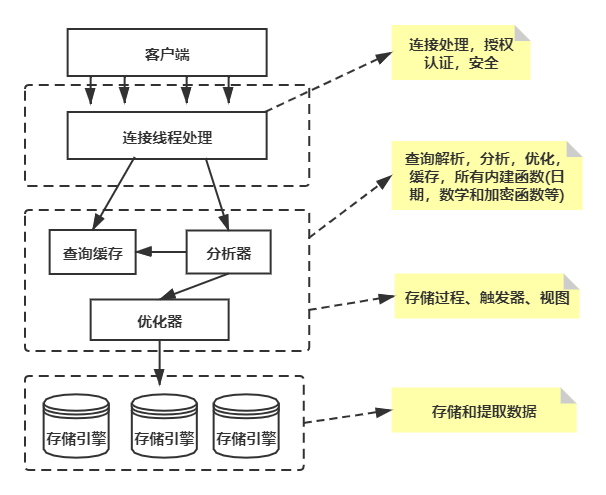 客户端
连接处理，授权
认证，安全
连接线程处理
查询解析，分析，优化，
缓存，所有内建函数(日
期，数学和加密函数等)
查询缓存
分析器
存储过程、触发器、视图
优化器
存储和提取数据
存储引擎
存储引擎
存储引擎